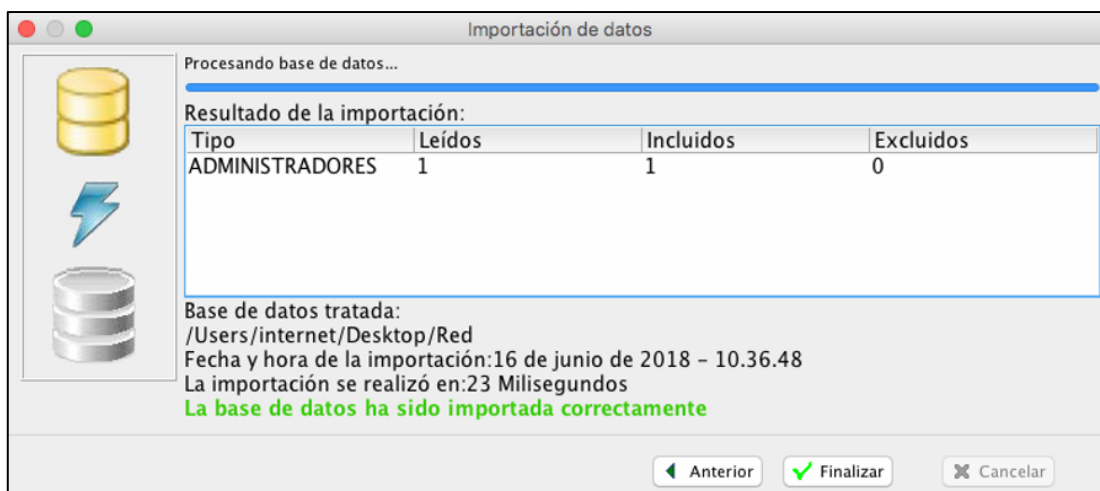 Importación de datos
Procesando base de datos...
Resultado de la importación:
Tipo Leídos Incluidos Excluidos
ADMINISTRADORES 1 1 0
Base de datos tratada:
/Users/internet/Desktop/Red
Fecha y hora de la importación:16 de junio de 2018 – 10.36.48
La importación se realizó en:23 Milisegundos
La base de datos ha sido importada correctamente
Anterior Finalizar Cancelar